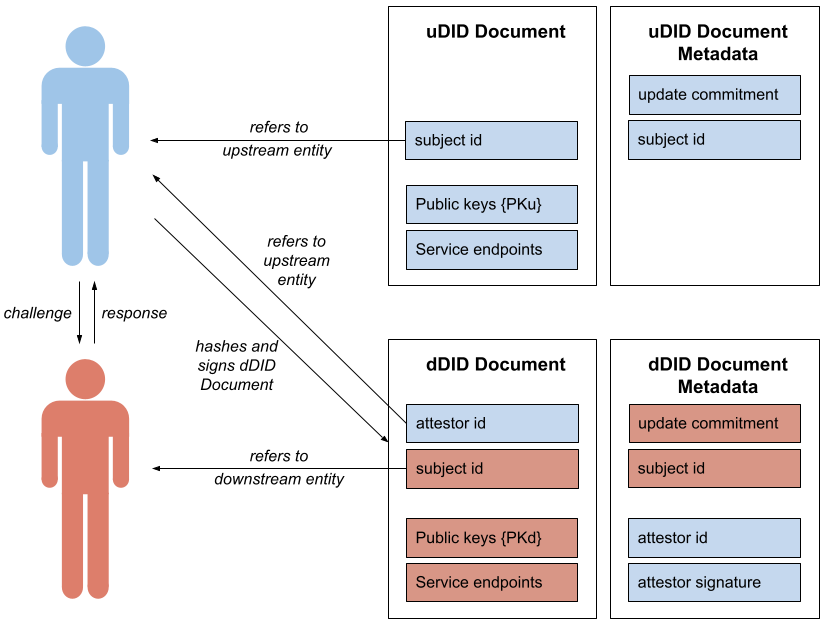 uDID Document
subject id
Public keys {PKu}
Service endpoints
uDID Document
Metadata
update commitment
subject id
refers to
upstream entity
refers to
upstream
entity
challenge
response
hashes and
signs dDID
Document
dDID Document
attestor id
subject id
Public keys {PKd}
Service endpoints
dDID Document
Metadata
update commitment
subject id
attestor id
attestor signature
refers to
downstream entity